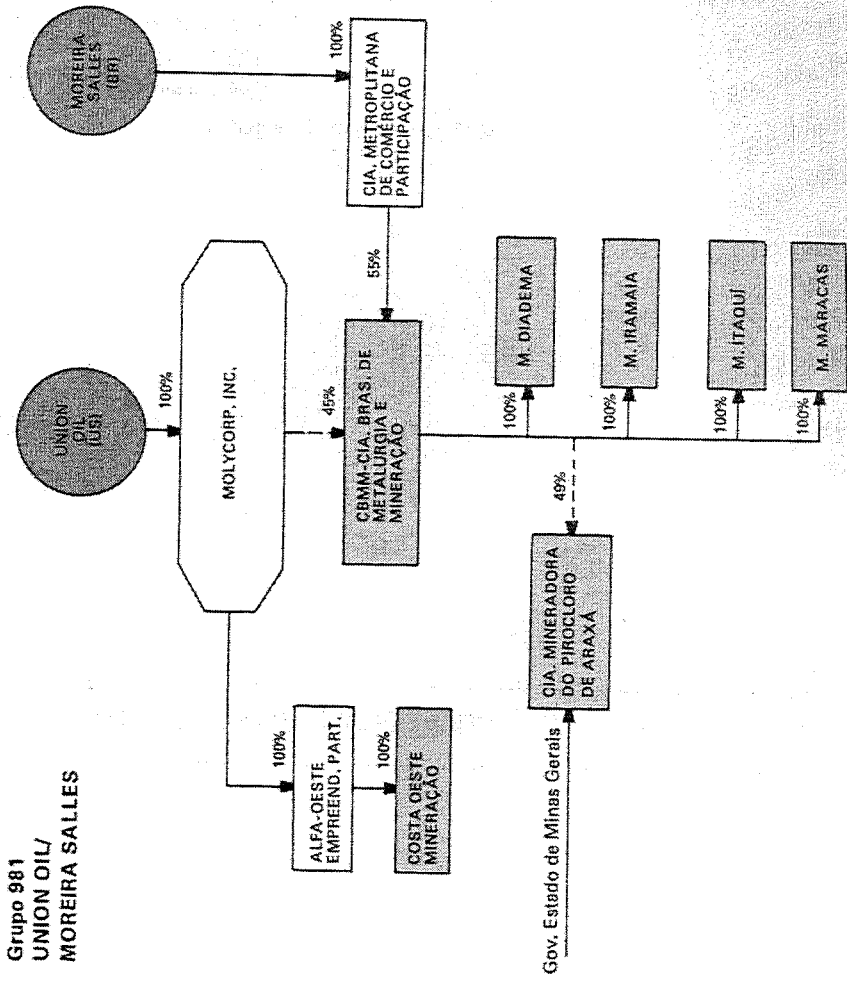 Grupo 981
UNION OIL/
MOREIRA SALLES
UNION
OIL
(US)
100%
MOREIRA
SALLES
(BR)
100%
MOLYCORP, INC.
CIA. METROPLITANA
DE COMÉRCIO E
PARTICIPAÇÃO
45%
55%
100%
ALFA-OESTE
EMPREEND. PART.
100%
COSTA OESTE
MINERAÇÃO
CBMM-CIA. BRAS. DE
METALURGIA E
MINERAÇÃO
100%
M. DIADEMA
49%
100%
M. IRAMAIA
Gov. Estado de Minas Gerais
CIA. MINERADORA
DO PIROCLORO
DE ARAXÁ
100%
M. ITAQUÍ
100%
M. MARACAS